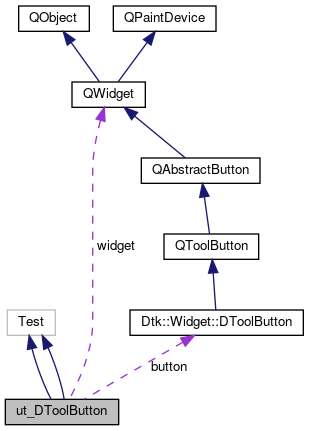 QObject
QPaintDevice
QWidget
QAbstractButton
widget
QToolButton
Test
Dtk::Widget::DToolButton
button
ut_DToolButton